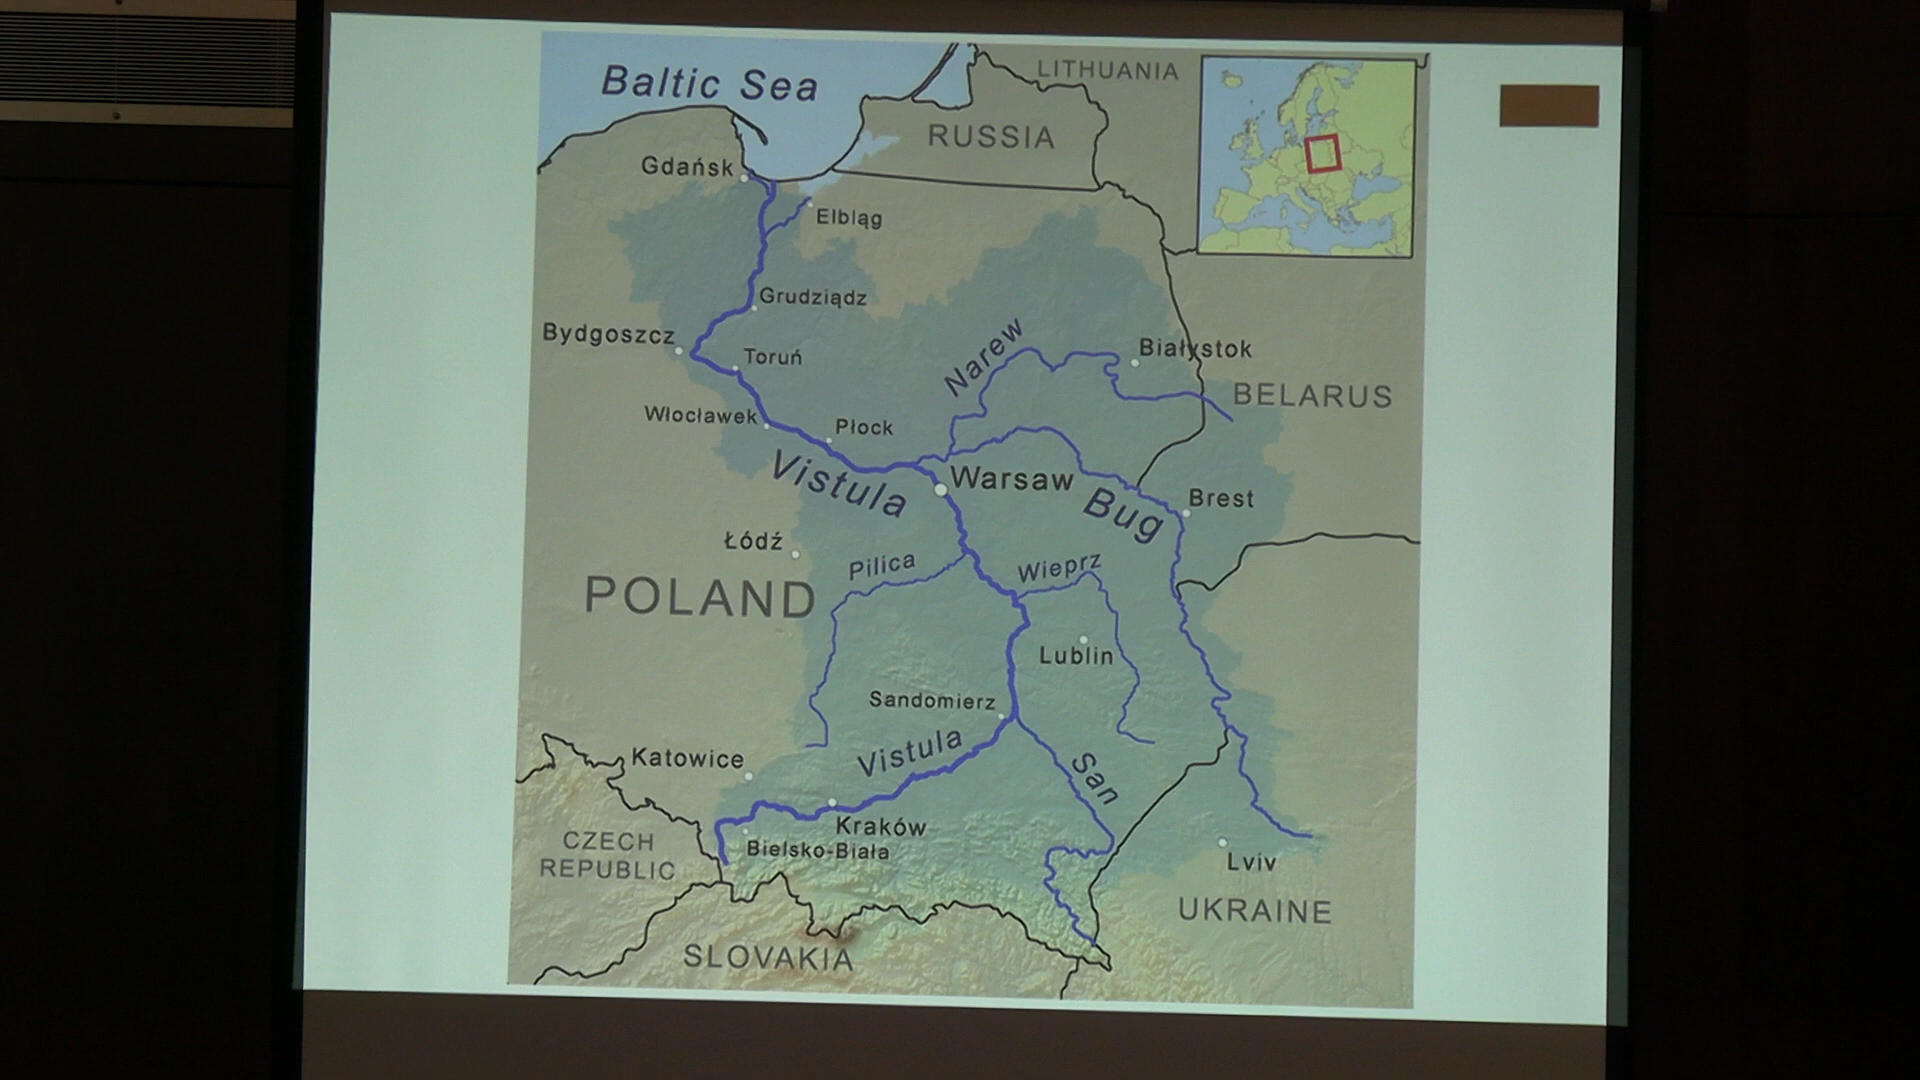 Baltic Sea
LITHUANIA
RUSSIA
Gdańsk
Elbląg
Grudziądz
Bydgoszcz
Toruń
Narew
Białystok
BELARUS
Włocławek
Płock
Vistula
Warsaw
Bug
Brest
Łódź
Pilica
Wieprz
POLAND
Lublin
Sandomierz
Vistula
San
Katowice
Kraków
CZECH
REPUBLIC
Bielsko-Biała
Lviv
UKRAINE
SLOVAKIA